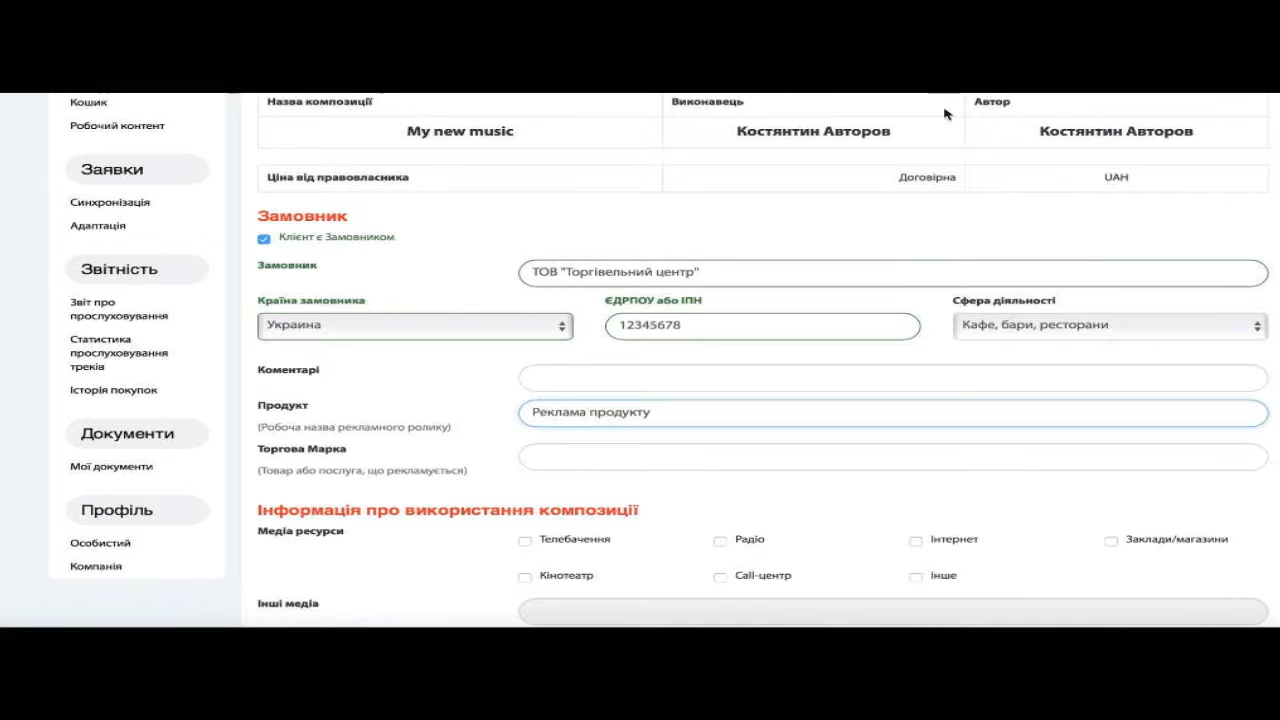 Кошик
Робочий контент
Заявки
Синхронізація
Адаптація
Звітність
Звіт про
прослуховування
Статистика
прослуховування
треків
Історія покупок
Документи
Мої документи
Профіль
Особистий
Компанія
Назва композиції Виконавець Автор
My new music Костянтин Авторов Костянтин Авторов
Ціна від правовласника Договірна UAH
Замовник
Клієнт є Замовником
Замовник ТОВ "Торгівельний центр"
Країна замовника ЄДРПОУ або ІПН Сфера діяльності
Украина 12345678 Кафе, бари, ресторани
Коментарі
Продукт Реклама продукту
(Робоча назва рекламного ролику)
Торгова Марка
(Товар або послуга, що рекламується)
Інформація про використання композиції
Медіа ресурси Телебачення Радіо Інтернет Заклади/магазини
Кінотеатр Call-центр Інше
Інші медіа